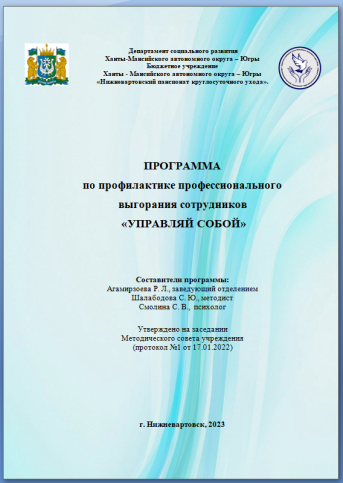 Департамент социального развития
Ханты-Мансийского автономного округа – Югры
Бюджетное учреждение
Ханты - Мансийского автономного округа – Югры
«Нижневартовский пансионат круглосуточного ухода».
ПРОГРАММА
по профилактике профессионального
выгорания сотрудников
«УПРАВЛЯЙ СОБОЙ»
Составители программы:
Агамирзоева Р. Л., заведующий отделением
Шалабодова С. Ю., методист
Смолина С. В., психолог
Утверждено на заседании
Методического совета учреждения
(протокол №1 от 17.01.2022)
г. Нижневартовск, 2023